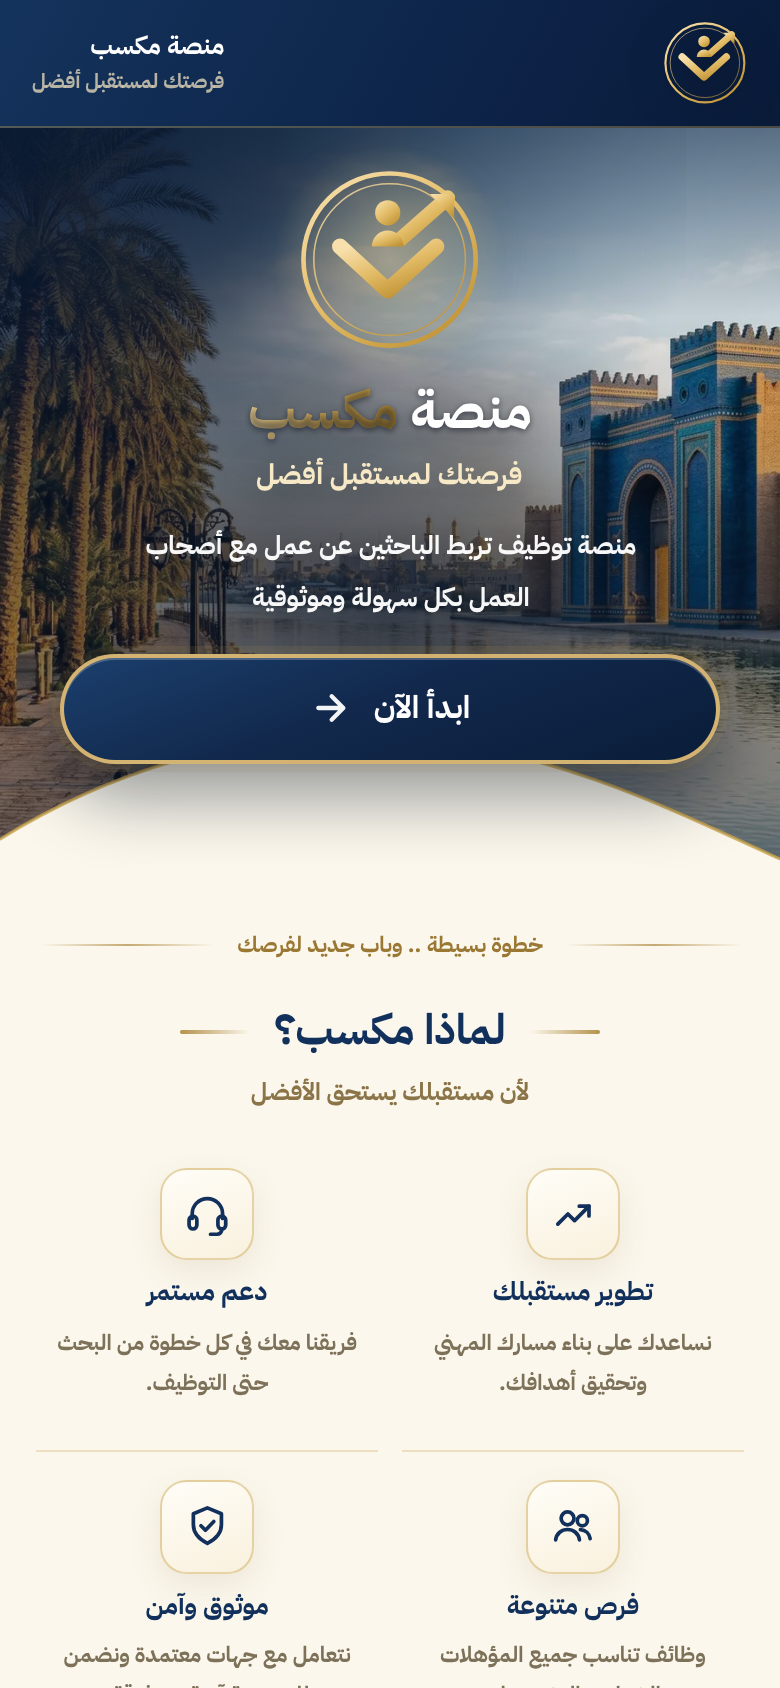 منصة مكسب
فرصتك لمستقبل أفضل
منصة مكسب
فرصتك لمستقبل أفضل
منصة توظيف تربط الباحثين عن عمل مع أصحاب
العمل بكل سهولة وموثوقية
ابدأ الآن
خطوة بسيطة .. وباب جديد لفرصك
لماذا مكسب؟
لأن مستقبلك يستحق الأفضل
تطوير مستقبلك
نساعدك على بناء مسارك المهني
وتحقيق أهدافك.
دعم مستمر
فريقنا معك في كل خطوة من البحث
حتى التوظيف.
فرص متنوعة
وظائف تناسب جميع المؤهلات
موثوق وآمن
نتعامل مع جهات معتمدة ونضمن